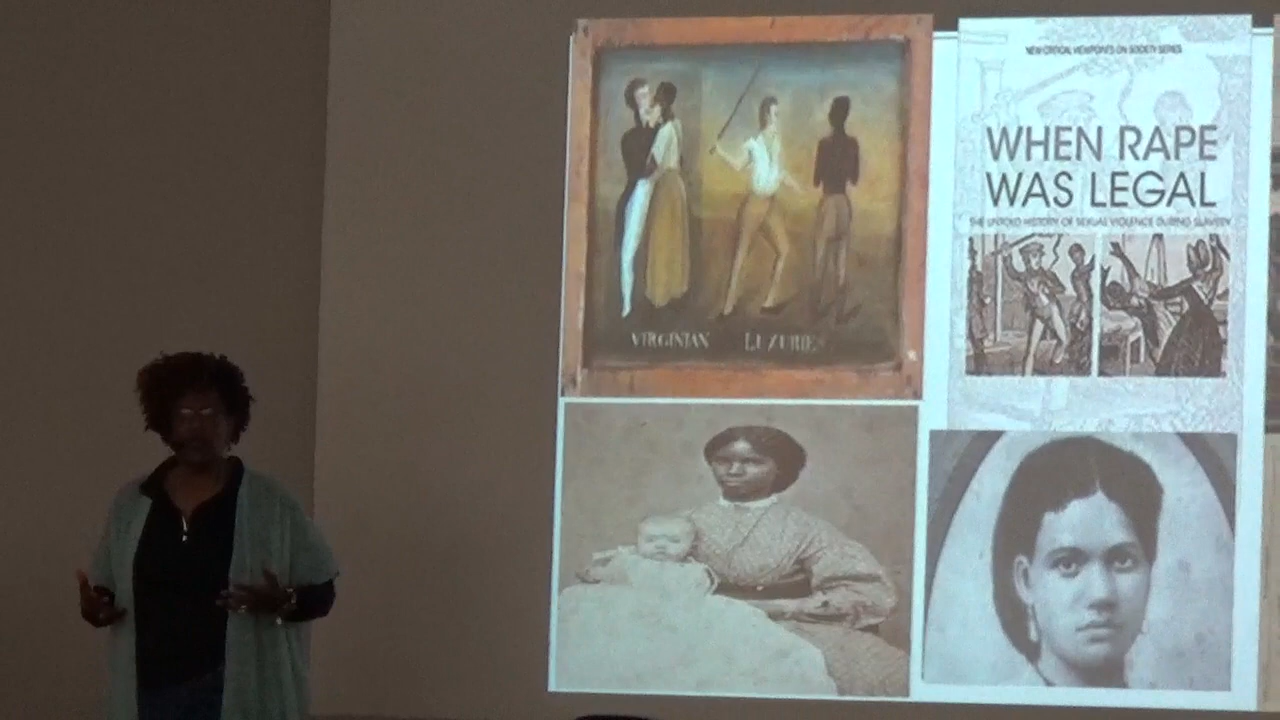 VIRGINIAN LUXURIES
NEW CRITICAL VIEWPOINTS ON SOCIETY SERIES
WHEN RAPE
WAS LEGAL
THE UNTOLD HISTORY OF SEXUAL VIOLENCE DURING SLAVERY